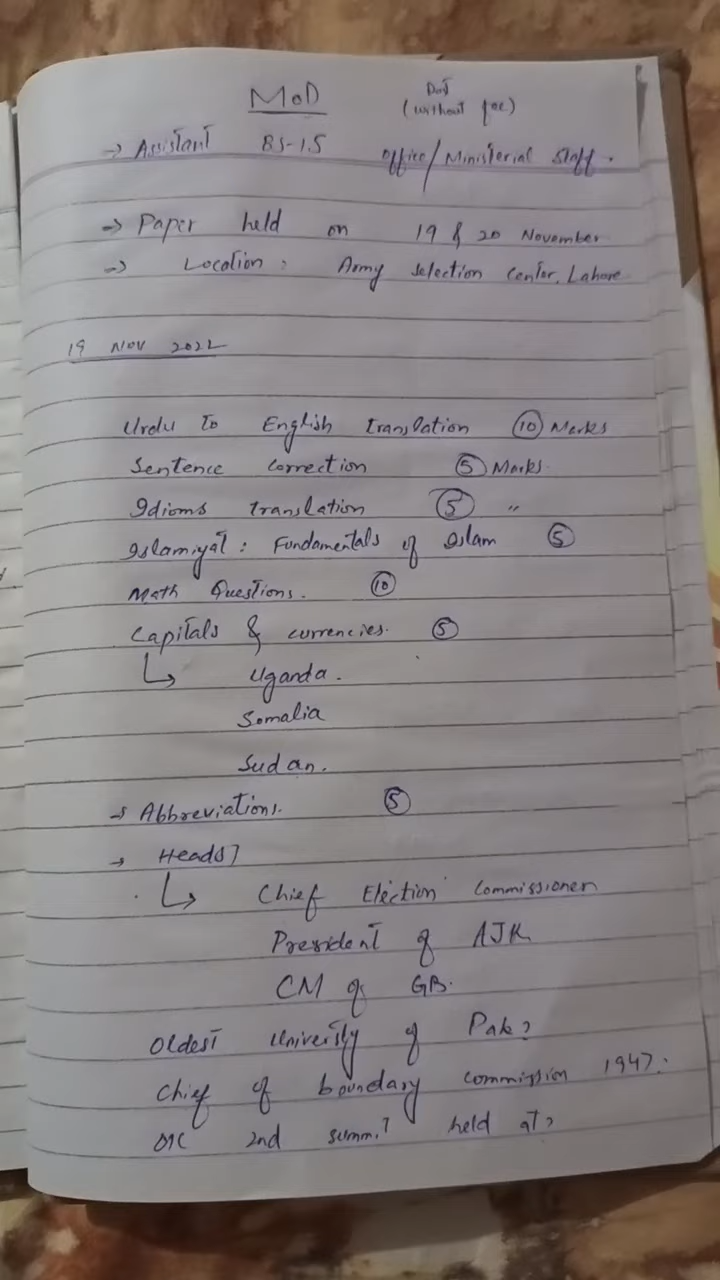 MOD
(without fee)
→ Assistant BS-15 office/Ministerial Staff.
→ Paper held on 19 & 20 November
→ Location: Army Selection Center, Lahore
19 Nov 2022
Urdu to English translation 10 Marks
Sentence correction 5 Marks.
Idioms translation 5 "
Islamiyat: Fundamentals of Islam 5
Math Questions. 10
Capitals & currencies. 5
↳ Uganda.
Somalia
Sudan.
→ Abbreviations. 5
→ Heads?
↳ Chief Election Commissioner
President of AJK
CM of GB.
Oldest University of Pak?
Chief of boundary commission 1947.
OIC 2nd summit held at?